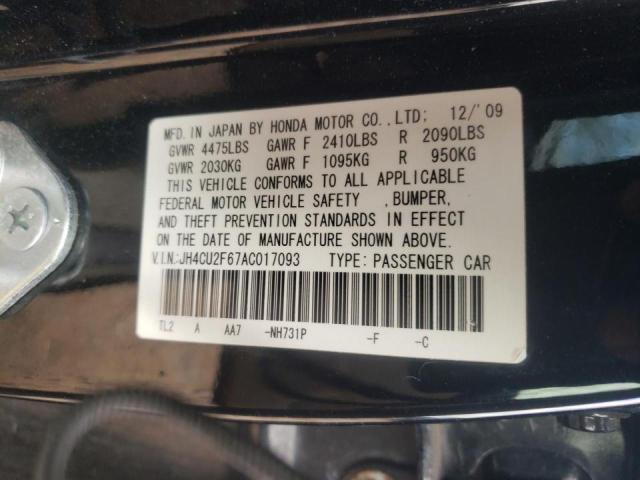 MFD. IN JAPAN BY HONDA MOTOR CO.,LTD; 12/'09
GVWR 4475LBS GAWR F 2410LBS R 2090LBS
GVWR 2030KG GAWR F 1095KG R 950KG
THIS VEHICLE CONFORMS TO ALL APPLICABLE
FEDERAL MOTOR VEHICLE SAFETY , BUMPER,
AND THEFT PREVENTION STANDARDS IN EFFECT
ON THE DATE OF MANUFACTURE SHOWN ABOVE.
V.I.N.:JH4CU2F67AC017093 TYPE: PASSENGER CAR
TL2 A AA7 -NH731P -F -C